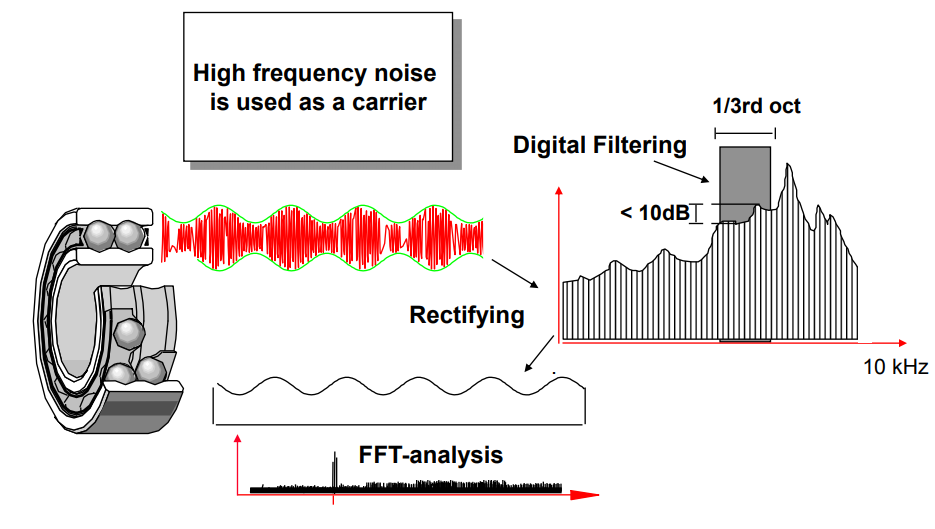 High frequency noise
is used as a carrier
1/3rd oct
Digital Filtering
< 10dB
Rectifying
10 kHz
FFT-analysis